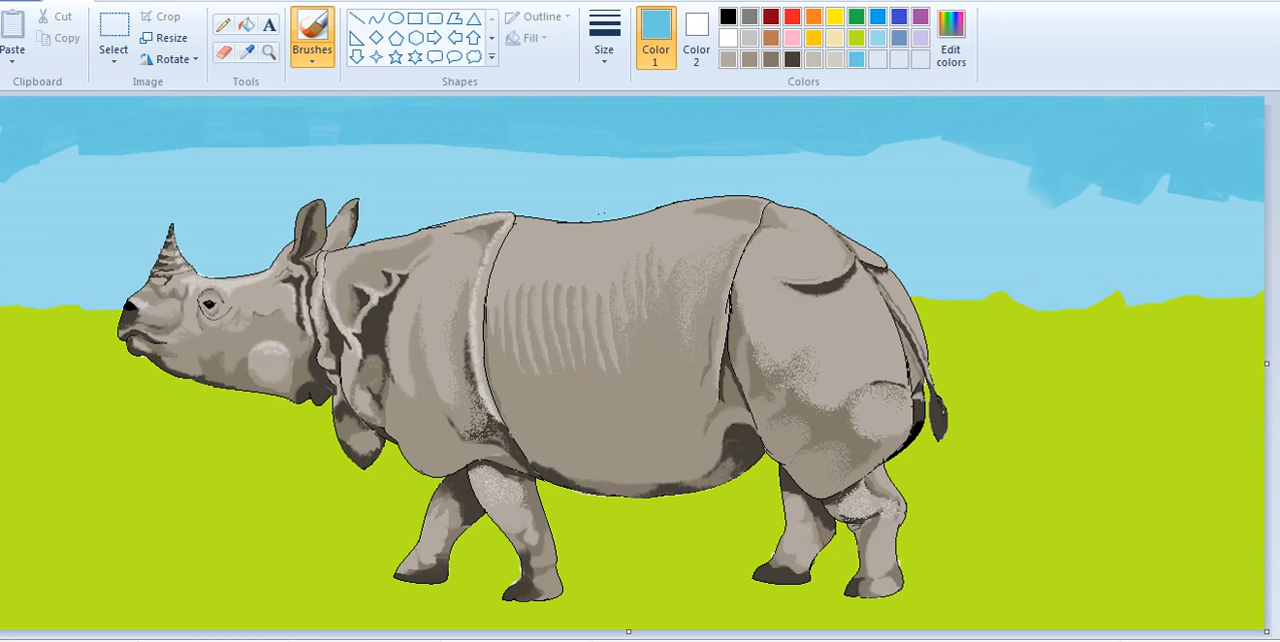 Cut
Copy
Paste
Clipboard
Select
Crop
Resize
Rotate
Image
A
Tools
Brushes
Outline
Fill
Shapes
Size
Color
1
Color
2
Edit
colors
Colors